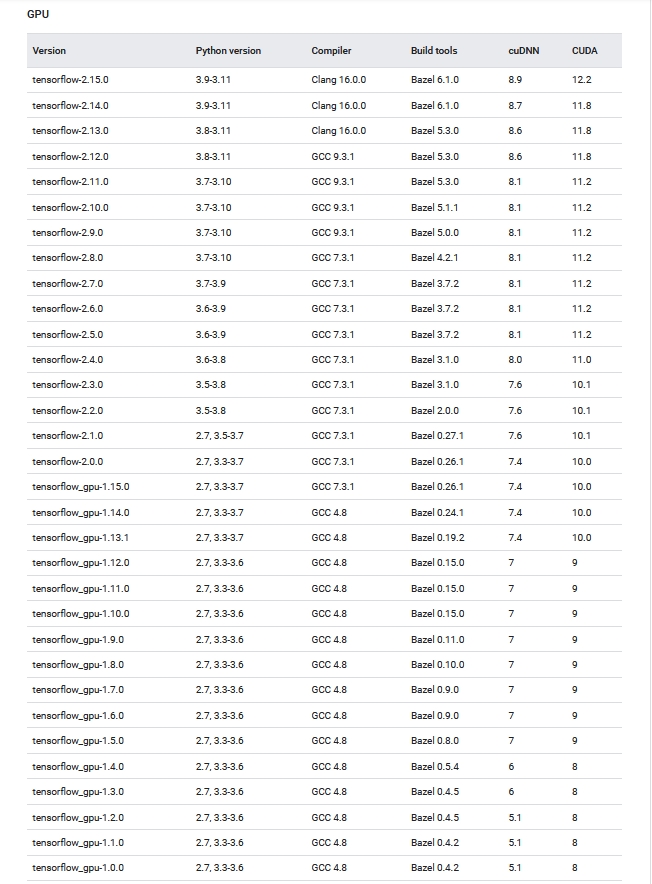 GPU
Version Python version Compiler Build tools cuDNN CUDA
tensorflow-2.15.0 3.9-3.11 Clang 16.0.0 Bazel 6.1.0 8.9 12.2
tensorflow-2.14.0 3.9-3.11 Clang 16.0.0 Bazel 6.1.0 8.7 11.8
tensorflow-2.13.0 3.8-3.11 Clang 16.0.0 Bazel 5.3.0 8.6 11.8
tensorflow-2.12.0 3.8-3.11 GCC 9.3.1 Bazel 5.3.0 8.6 11.8
tensorflow-2.11.0 3.7-3.10 GCC 9.3.1 Bazel 5.3.0 8.1 11.2
tensorflow-2.10.0 3.7-3.10 GCC 9.3.1 Bazel 5.1.1 8.1 11.2
tensorflow-2.9.0 3.7-3.10 GCC 9.3.1 Bazel 5.0.0 8.1 11.2
tensorflow-2.8.0 3.7-3.10 GCC 7.3.1 Bazel 4.2.1 8.1 11.2
tensorflow-2.7.0 3.7-3.9 GCC 7.3.1 Bazel 3.7.2 8.1 11.2
tensorflow-2.6.0 3.6-3.9 GCC 7.3.1 Bazel 3.7.2 8.1 11.2
tensorflow-2.5.0 3.6-3.9 GCC 7.3.1 Bazel 3.7.2 8.1 11.2
tensorflow-2.4.0 3.6-3.8 GCC 7.3.1 Bazel 3.1.0 8.0 11.0
tensorflow-2.3.0 3.5-3.8 GCC 7.3.1 Bazel 3.1.0 7.6 10.1
tensorflow-2.2.0 3.5-3.8 GCC 7.3.1 Bazel 2.0.0 7.6 10.1
tensorflow-2.1.0 2.7, 3.5-3.7 GCC 7.3.1 Bazel 0.27.1 7.6 10.1
tensorflow-2.0.0 2.7, 3.3-3.7 GCC 7.3.1 Bazel 0.26.1 7.4 10.0
tensorflow_gpu-1.15.0 2.7, 3.3-3.7 GCC 7.3.1 Bazel 0.26.1 7.4 10.0
tensorflow_gpu-1.14.0 2.7, 3.3-3.7 GCC 4.8 Bazel 0.24.1 7.4 10.0
tensorflow_gpu-1.13.1 2.7, 3.3-3.7 GCC 4.8 Bazel 0.19.2 7.4 10.0
tensorflow_gpu-1.12.0 2.7, 3.3-3.6 GCC 4.8 Bazel 0.15.0 7 9
tensorflow_gpu-1.11.0 2.7, 3.3-3.6 GCC 4.8 Bazel 0.15.0 7 9
tensorflow_gpu-1.10.0 2.7, 3.3-3.6 GCC 4.8 Bazel 0.15.0 7 9
tensorflow_gpu-1.9.0 2.7, 3.3-3.6 GCC 4.8 Bazel 0.11.0 7 9
tensorflow_gpu-1.8.0 2.7, 3.3-3.6 GCC 4.8 Bazel 0.10.0 7 9
tensorflow_gpu-1.7.0 2.7, 3.3-3.6 GCC 4.8 Bazel 0.9.0 7 9
tensorflow_gpu-1.6.0 2.7, 3.3-3.6 GCC 4.8 Bazel 0.9.0 7 9
tensorflow_gpu-1.5.0 2.7, 3.3-3.6 GCC 4.8 Bazel 0.8.0 7 9
tensorflow_gpu-1.4.0 2.7, 3.3-3.6 GCC 4.8 Bazel 0.5.4 6 8
tensorflow_gpu-1.3.0 2.7, 3.3-3.6 GCC 4.8 Bazel 0.4.5 6 8
tensorflow_gpu-1.2.0 2.7, 3.3-3.6 GCC 4.8 Bazel 0.4.5 5.1 8
tensorflow_gpu-1.1.0 2.7, 3.3-3.6 GCC 4.8 Bazel 0.4.2 5.1 8
tensorflow_gpu-1.0.0 2.7, 3.3-3.6 GCC 4.8 Bazel 0.4.2 5.1 8